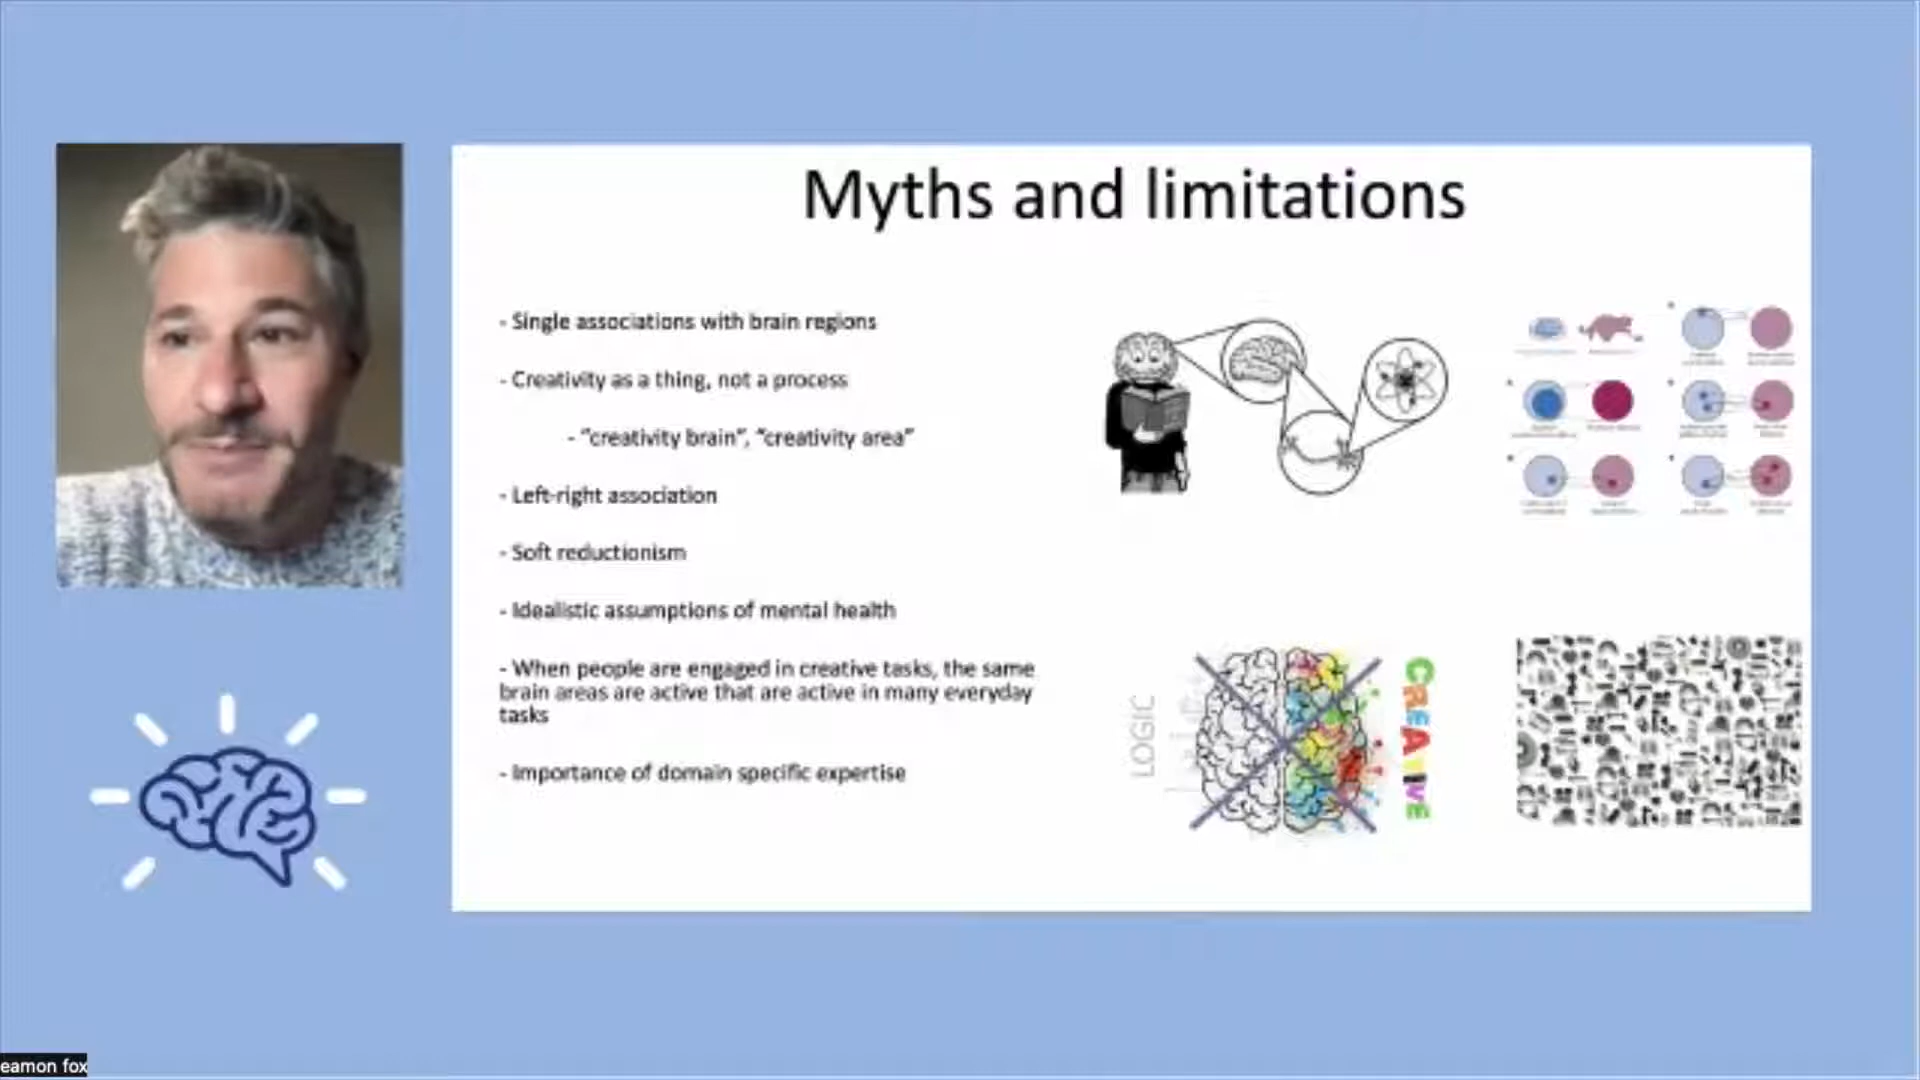 Myths and limitations
- Single associations with brain regions
- Creativity as a thing, not a process
- "creativity brain", "creativity area"
- Left-right association
- Soft reductionism
- Idealistic assumptions of mental health
- When people are engaged in creative tasks, the same
brain areas are active that are active in many everyday
tasks
- Importance of domain specific expertise
LOGIC
CREATIVE
eamon fox